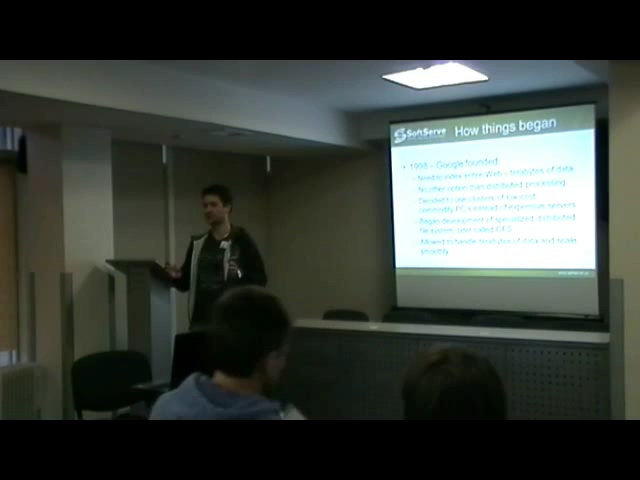 SoftServe How things began
• 1998 – Google founded
– Need to index entire Web – terabytes of data
– No other option than distributed processing
– Decided to use clusters of low-cost
commodity PC's instead of expensive servers
– Began development of specialized distributed
file system, later called GFS
– Allowed to handle terabytes of data and scale
smoothly